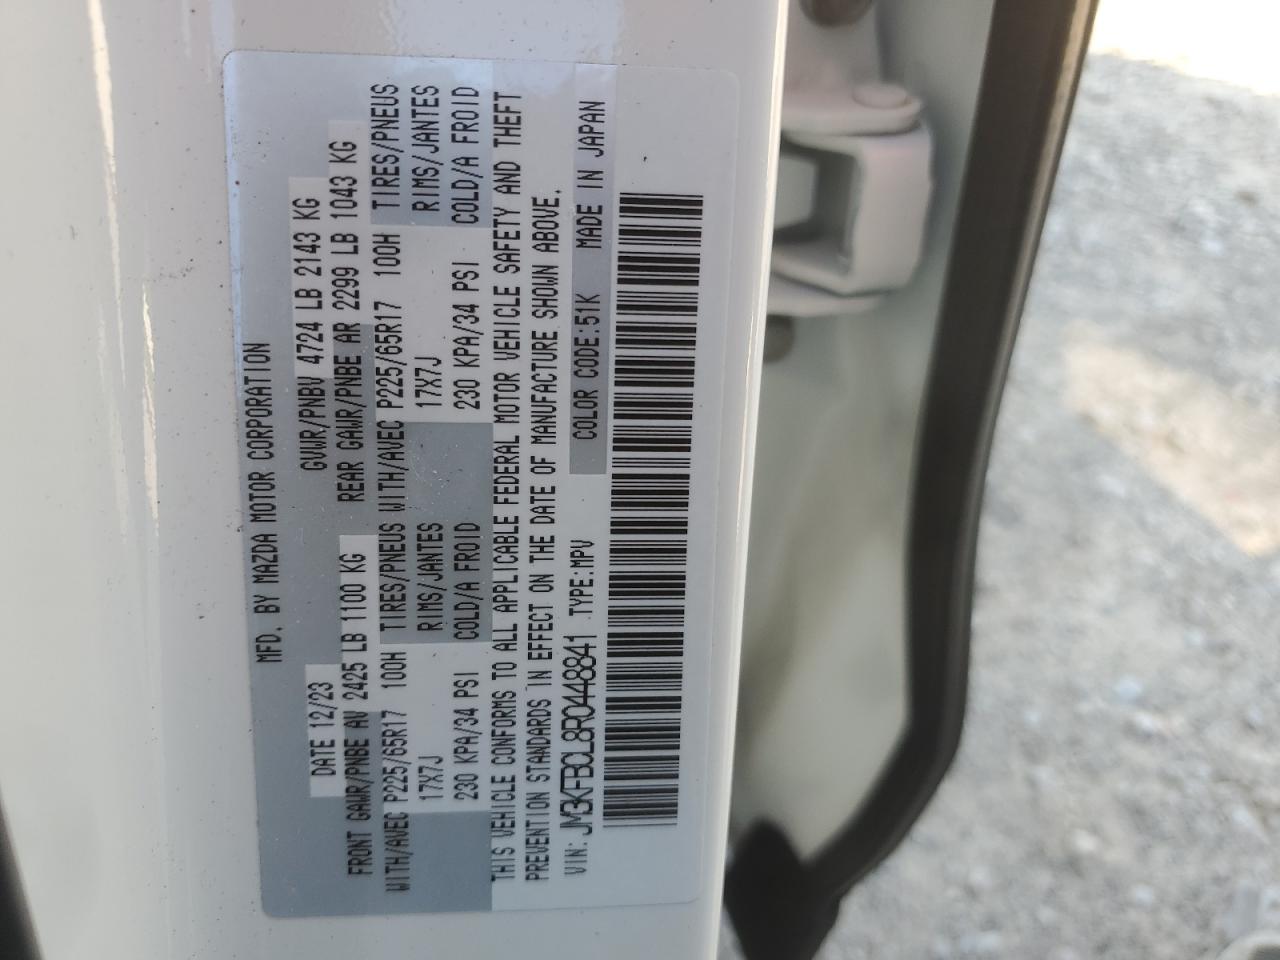 MFD. BY MAZDA MOTOR CORPORATION
DATE 12/23 GVWR/PNBV 4724 LB 2143 KG
FRONT GAWR/PNBE AV 2425 LB 1100 KG REAR GAWR/PNBE AR 2299 LB 1043 KG
WITH/AVEC P225/65R17 100H TIRES/PNEUS WITH/AVEC P225/65R17 100H TIRES/PNEUS
17X7J RIMS/JANTES 17X7J RIMS/JANTES
230 KPA/34 PSI COLD/A FROID 230 KPA/34 PSI COLD/A FROID
THIS VEHICLE CONFORMS TO ALL APPLICABLE FEDERAL MOTOR VEHICLE SAFETY AND THEFT
PREVENTION STANDARDS IN EFFECT ON THE DATE OF MANUFACTURE SHOWN ABOVE.
VIN: JM3KFBCL8R0448841 TYPE:MPV COLOR CODE:51K MADE IN JAPAN